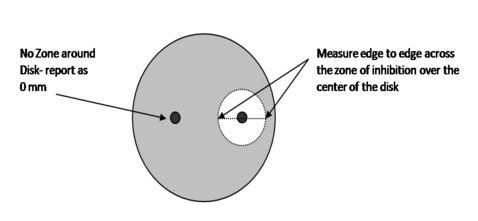 No Zone around
Disk- report as
0 mm
Measure edge to edge across
the zone of inhibition over the
center of the disk